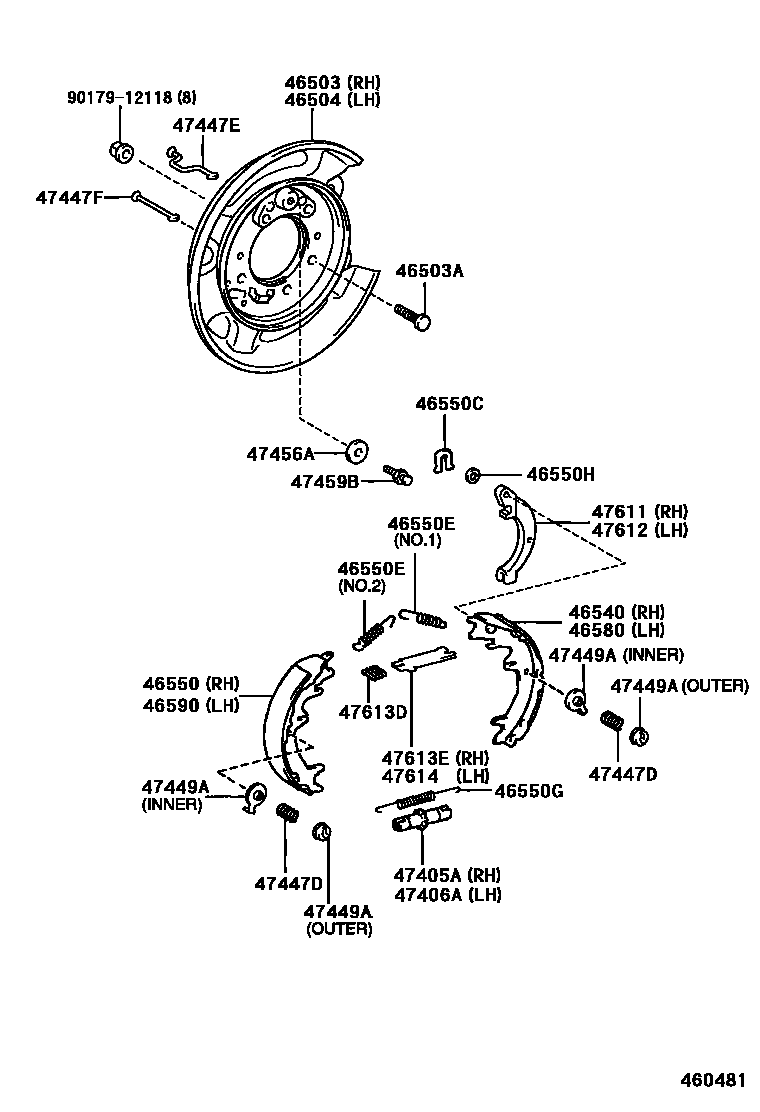 46503 (RH)
46504 (LH)
90179-12118 (8)
47447E
47447F
46503A
46550C
47456A
47459B
46550H
47611 (RH)
47612 (LH)
46550E
(NO.1)
46550E
(NO.2)
46540 (RH)
46580 (LH)
47449A (INNER)
46550 (RH)
46590 (LH)
47449A (OUTER)
47613D
47613E (RH)
47614 (LH)
47447D
47449A
(INNER)
46550G
47447D
47405A (RH)
47406A (LH)
47449A
(OUTER)
460481